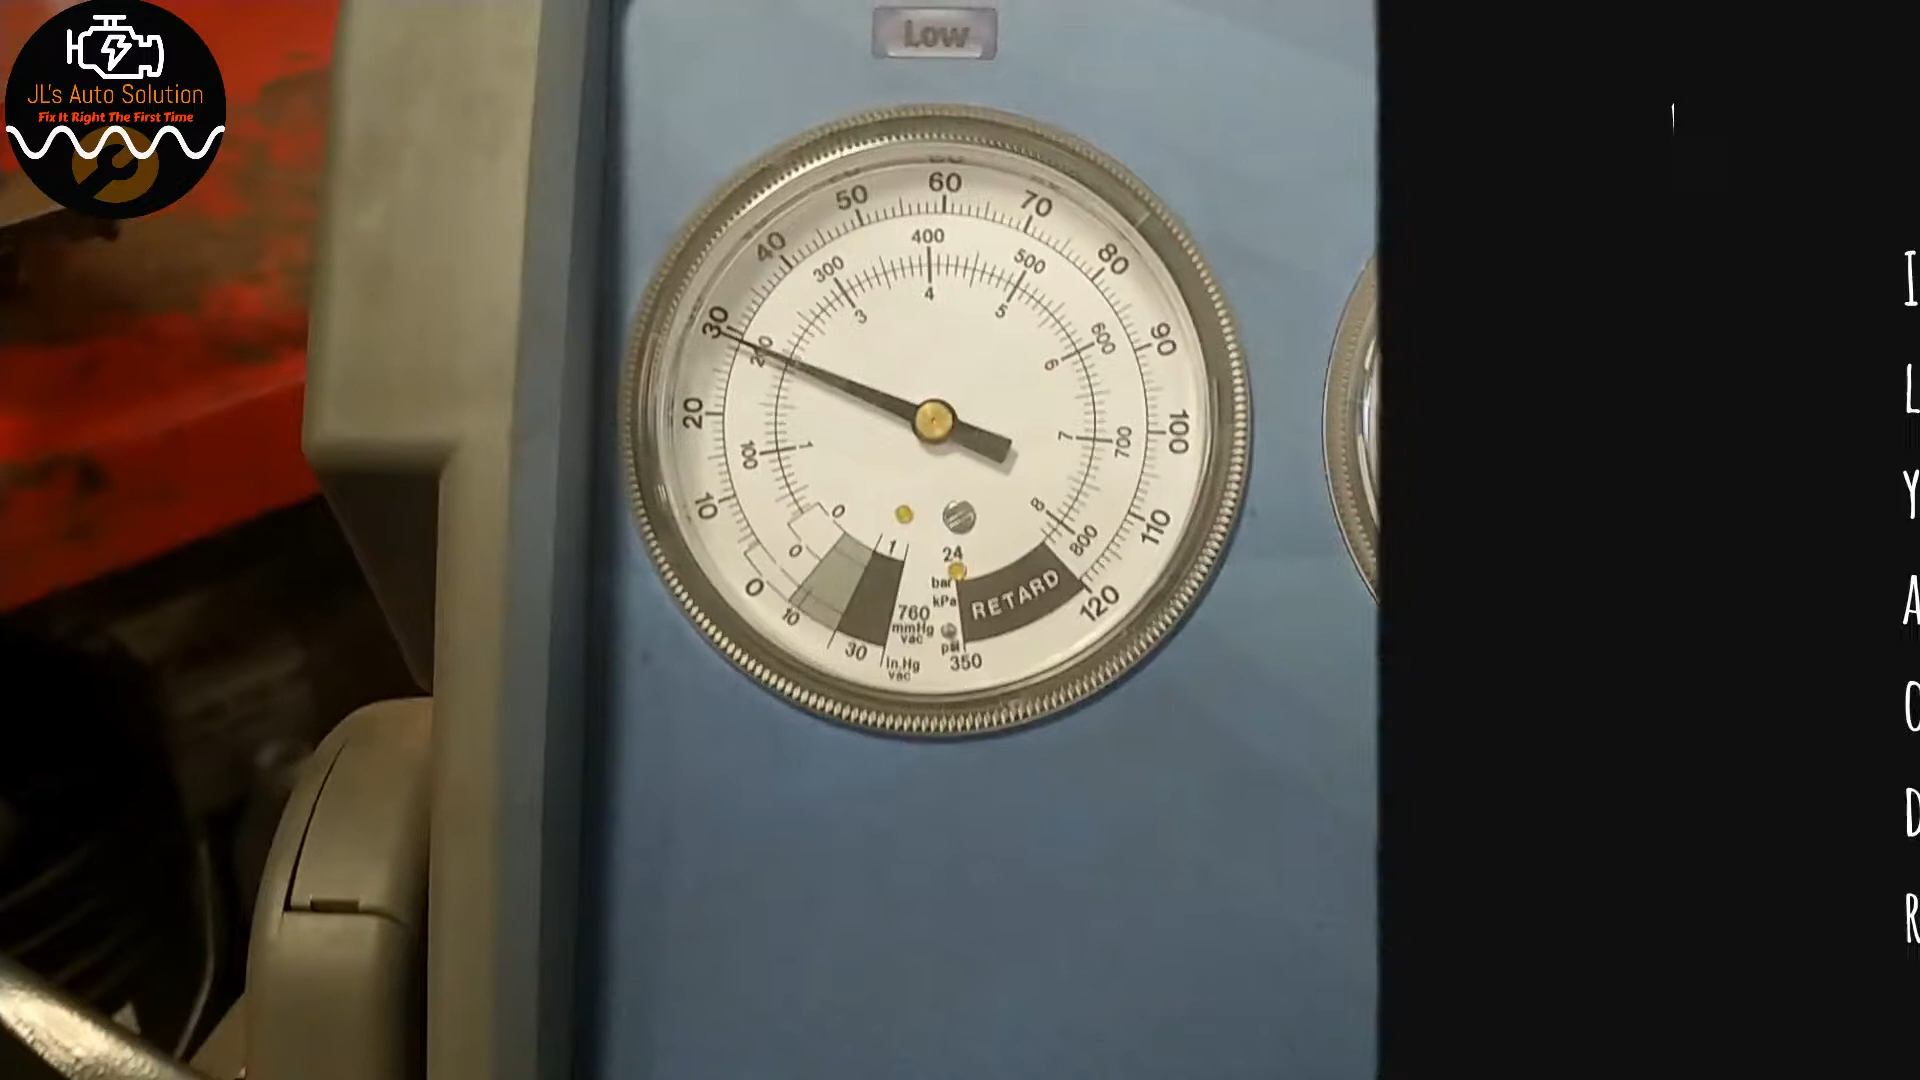 JL's Auto Solution
Fix It Right The First Time
Low
60
50
70
40
80
400
300
500
4
3
5
30
90
200
600
6
20
100
7
700
100
1
10
110
8
0
800
0
1
24
0
bar
RETARD
kPa
120
10
760
mmHg
vac
psi
30
In.Hg
vac
350
I
L
Y
A
D
R